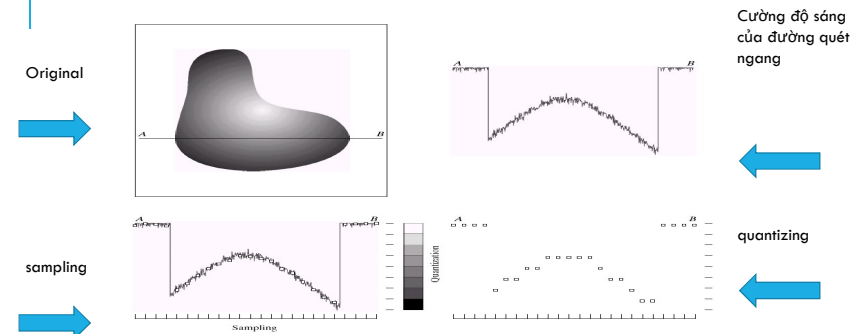 Cường độ sáng
của đường quét
ngang
Original
A B
A B
A B
A B
sampling
Quantization
Sampling
quantizing